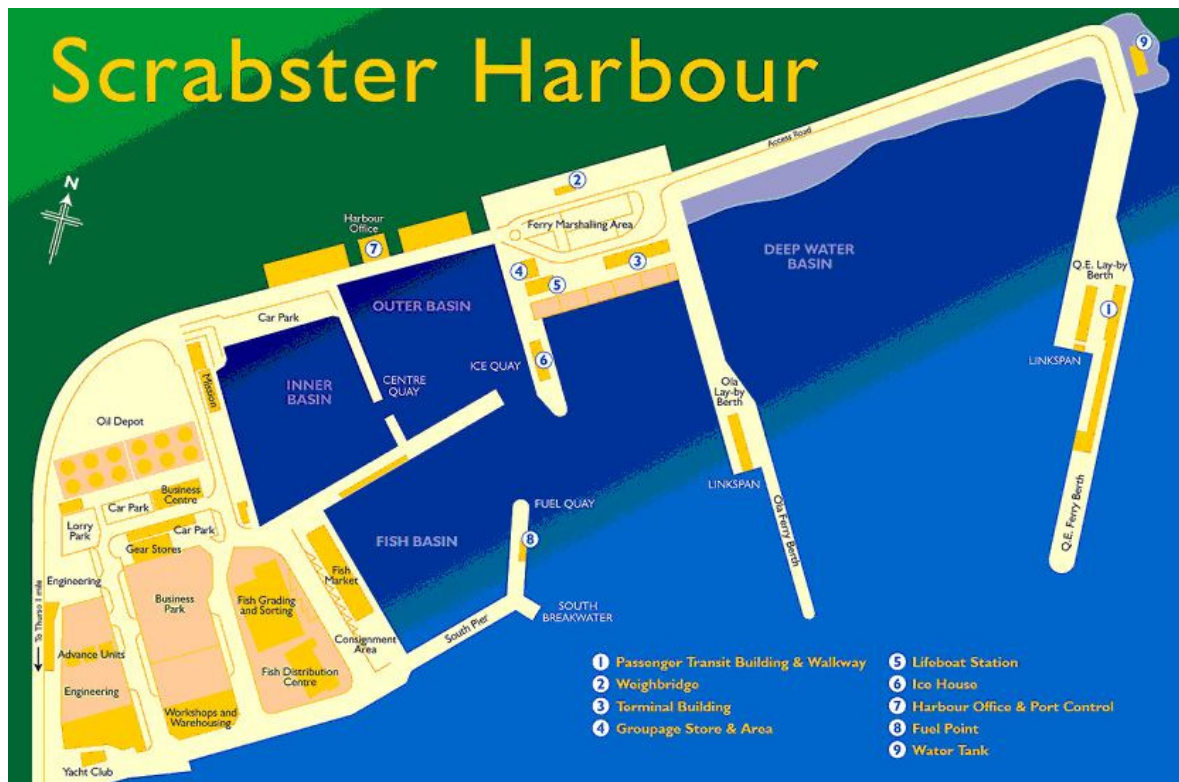 Scrabster Harbour
N
9
Access Road
2
Harbour
Office
7
Ferry Marshalling Area
3
4
5
DEEP WATER
BASIN
Q.E. Lay-by
Berth
1
OUTER BASIN
Car Park
ICE QUAY
6
LINKSPAN
CENTRE
QUAY
INNER
BASIN
Mission
Ola
Lay-by
Berth
Oil Depot
LINKSPAN
Business
Centre
Car Park
FUEL QUAY
Ola Ferry Berth
Q.E. Ferry Berth
Lorry
Park
Car Park
Gear Stores
FISH BASIN
8
Fish
Market
Engineering
Business
Park
Fish Grading
and Sorting
SOUTH
BREAKWATER
South Pier
To Thurso 1 mile
Consignment
Area
Advance Units
Fish Distribution
Centre
Engineering
Workshops and
Warehousing
Yacht Club
1 Passenger Transit Building & Walkway
2 Weighbridge
3 Terminal Building
4 Groupage Store & Area
5 Lifeboat Station
6 Ice House
7 Harbour Office & Port Control
8 Fuel Point
9 Water Tank